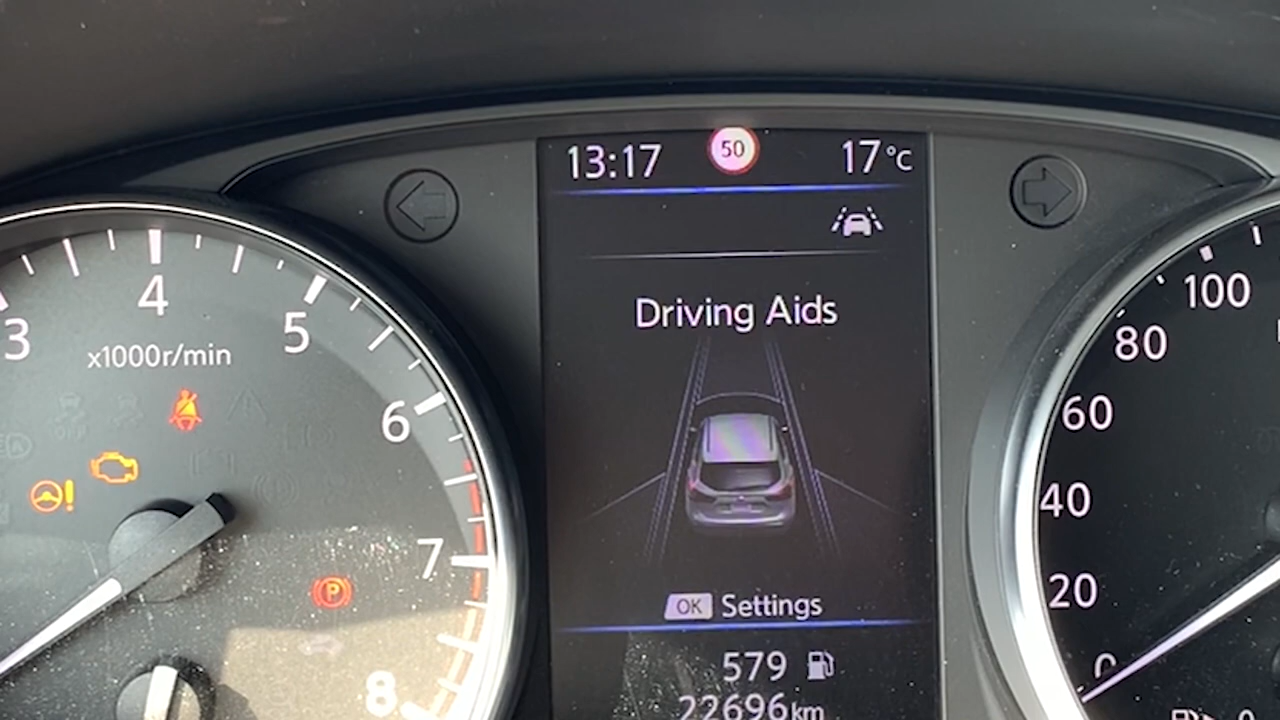 13:17 50 17°C
Driving Aids
OK Settings
579
22696km
3 4 5 6 7 8
x1000r/min
P
0 20 40 60 80 100